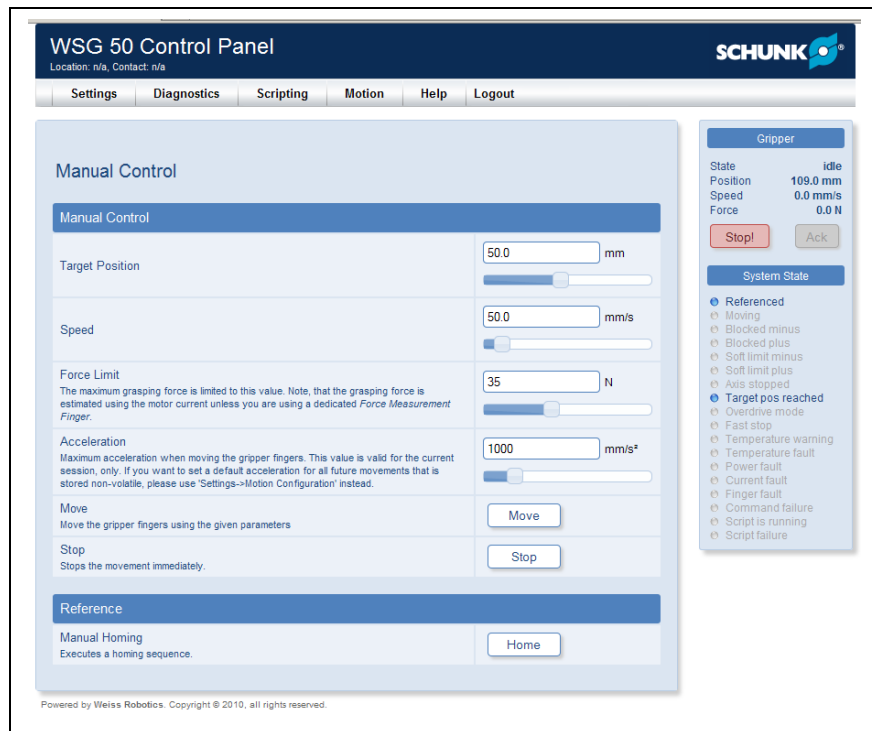 WSG 50 Control Panel
Location: n/a, Contact: n/a
SCHUNK ®
Settings Diagnostics Scripting Motion Help Logout
Manual Control
Manual Control
Target Position
50.0 mm
Speed
50.0 mm/s
Force Limit
The maximum grasping force is limited to this value. Note, that the grasping force is
estimated using the motor current unless you are using a dedicated Force Measurement
Finger.
35 N
Acceleration
Maximum acceleration when moving the gripper fingers. This value is valid for the current
session, only. If you want to set a default acceleration for all future movements that is
stored non-volatile, please use 'Settings->Motion Configuration' instead.
1000 mm/s²
Move
Move the gripper fingers using the given parameters
Move
Stop
Stops the movement immediately.
Stop
Reference
Manual Homing
Executes a homing sequence.
Home
Gripper
State idle
Position 109.0 mm
Speed 0.0 mm/s
Force 0.0 N
Stop! Ack
System State
Referenced
Moving
Blocked minus
Blocked plus
Soft limit minus
Soft limit plus
Axis stopped
Target pos reached
Overdrive mode
Fast stop
Temperature warning
Temperature fault
Power fault
Current fault
Finger fault
Command failure
Script is running
Script failure
Powered by Weiss Robotics. Copyright © 2010, all rights reserved.